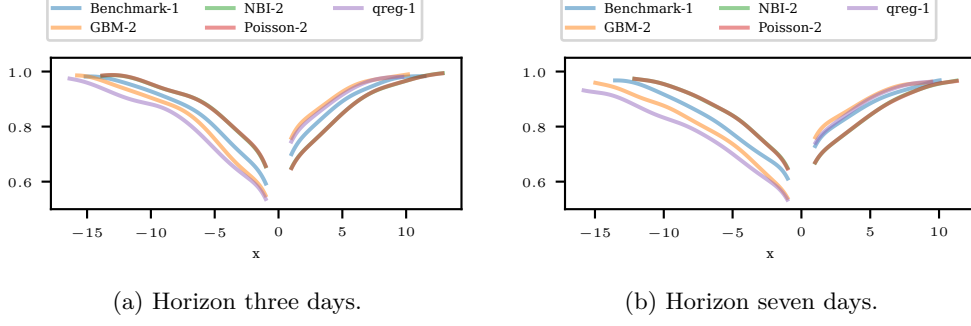 Benchmark-1 NBI-2 qreg-1
GBM-2 Poisson-2
Benchmark-1 NBI-2 qreg-1
GBM-2 Poisson-2
1.0
0.8
0.6
−15 −10 −5 0 5 10
x
1.0
0.8
0.6
−15 −10 −5 0 5 10
x
(a) Horizon three days.
(b) Horizon seven days.